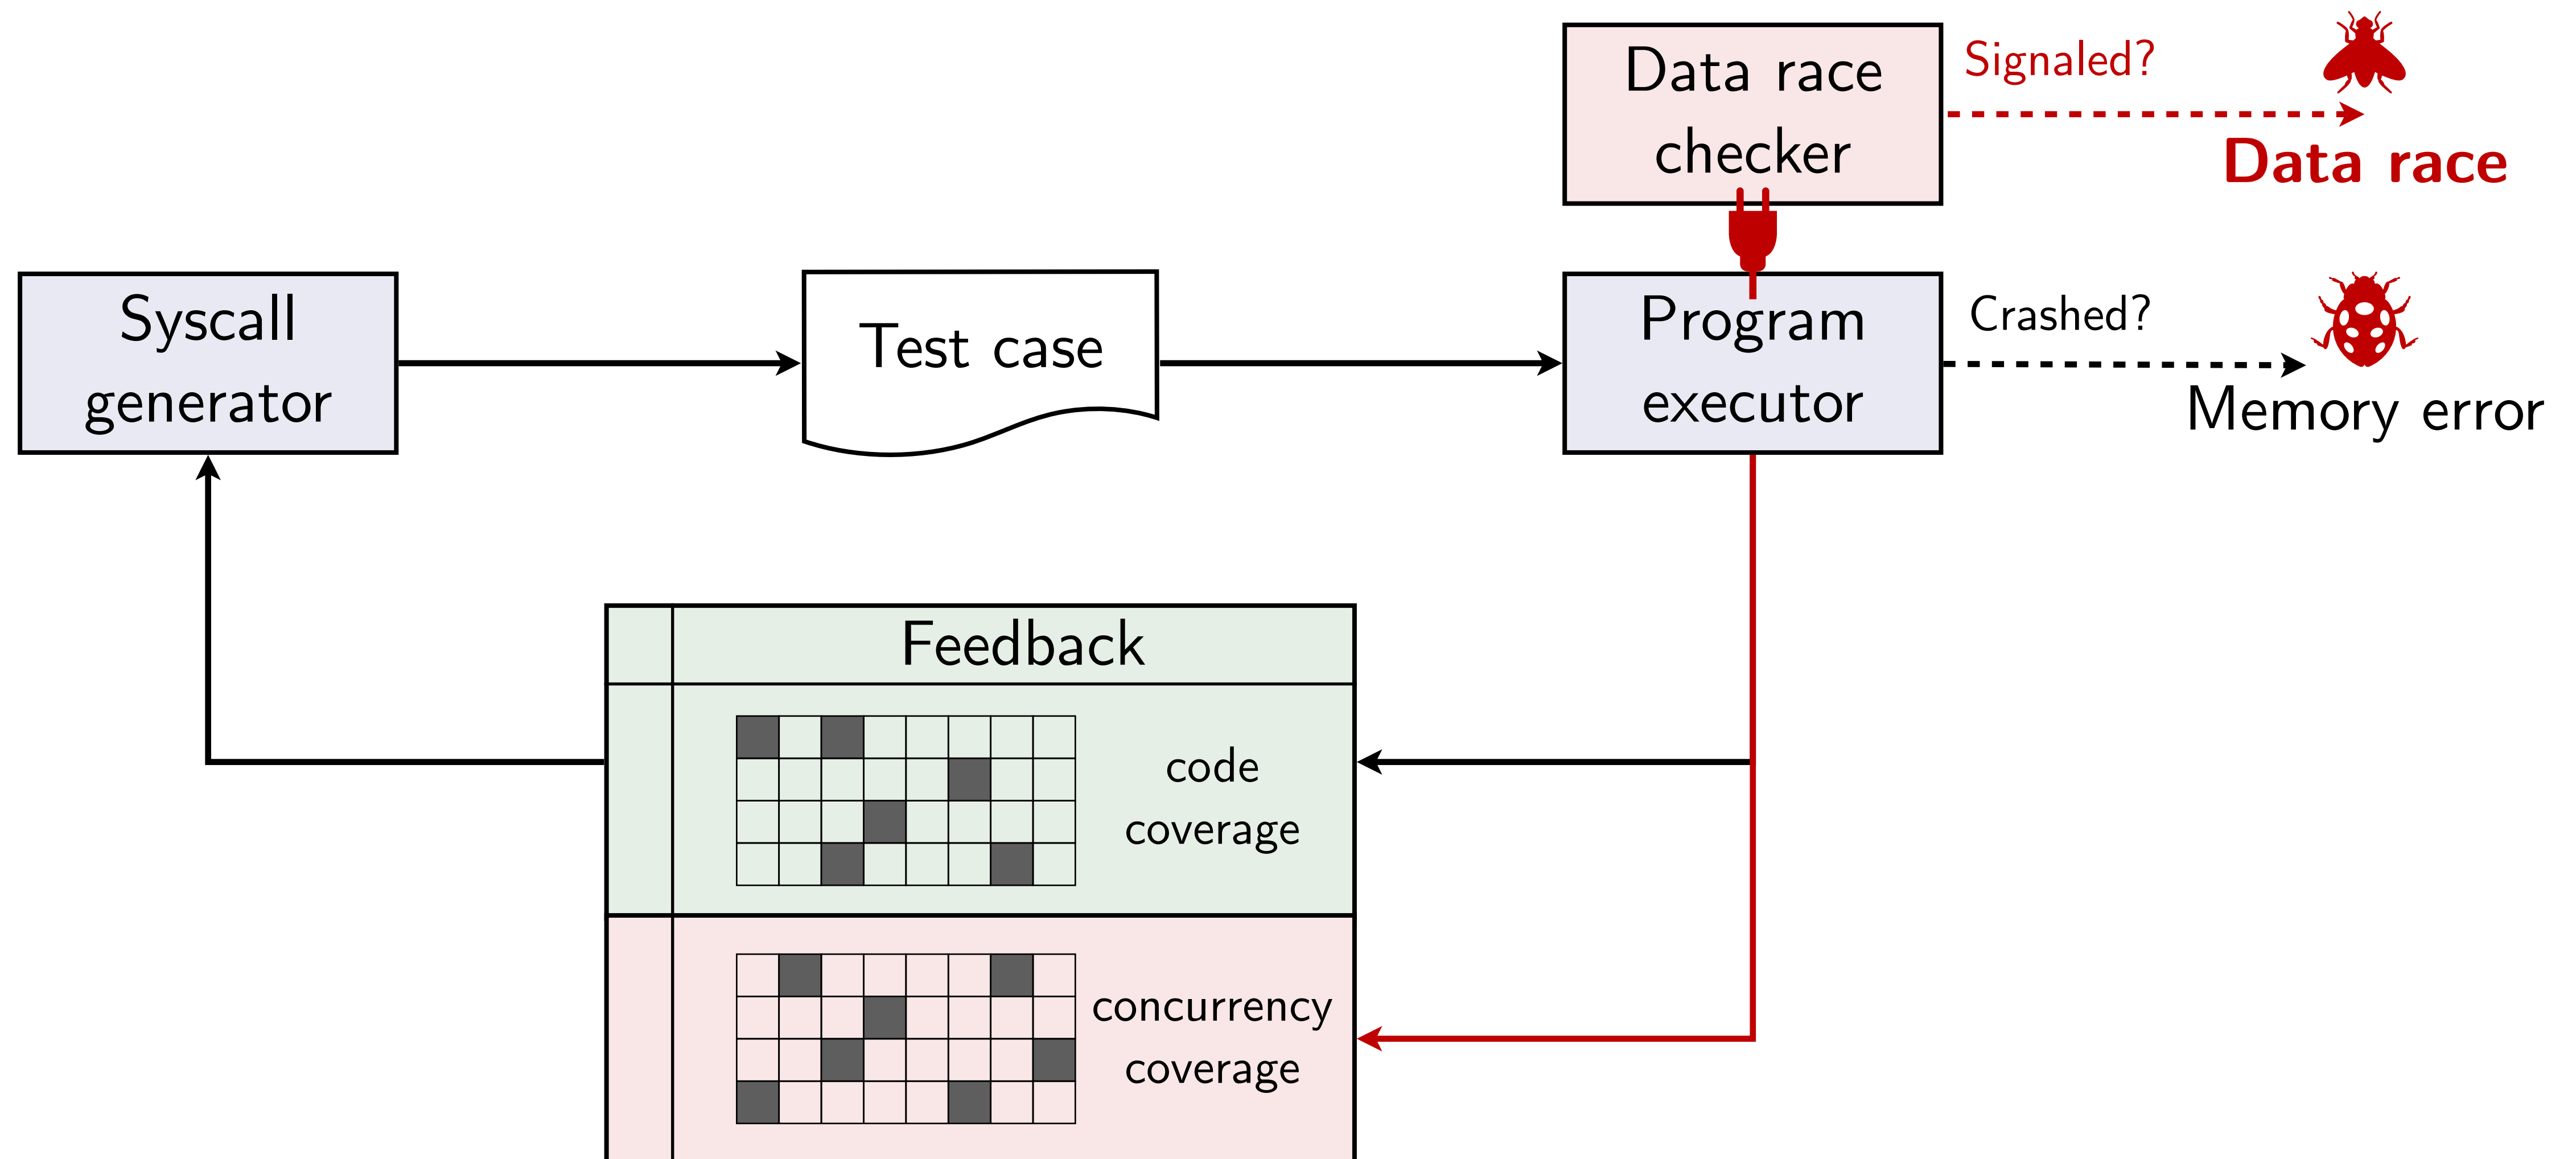 Data race
checker
Signaled?
Data race
Syscall
generator
Test case
Program
executor
Crashed?
Memory error
Feedback
code
coverage
concurrency
coverage